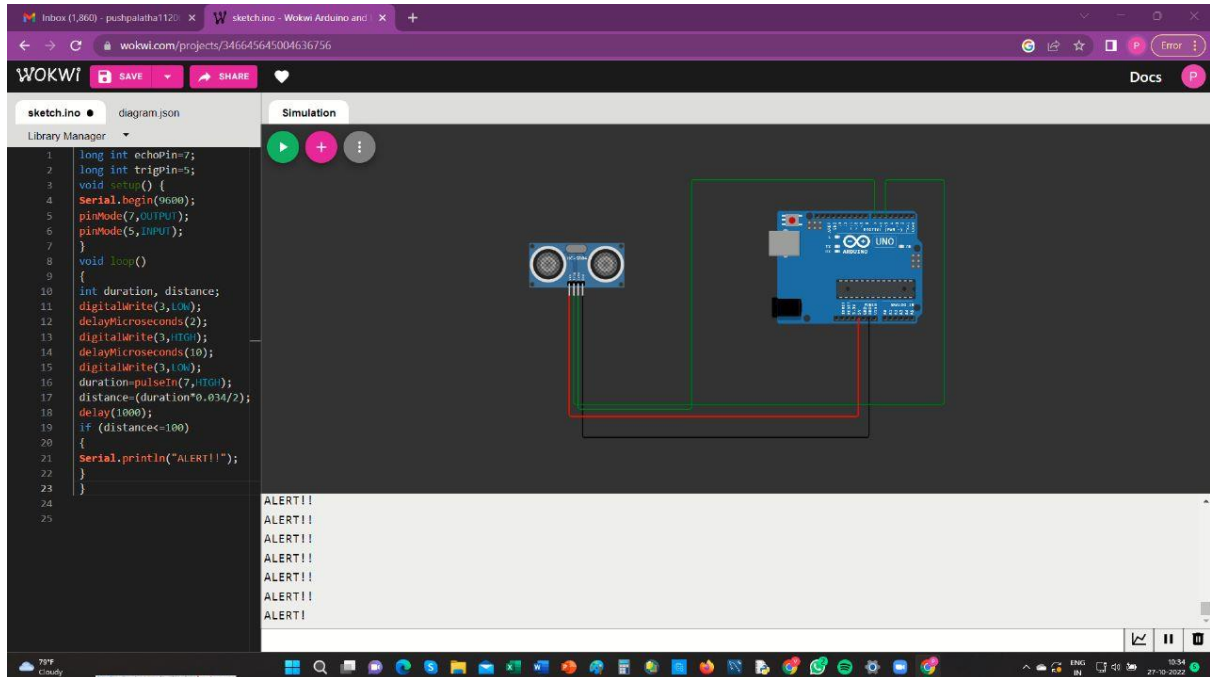 Inbox (1,860) - pushpalatha1120
sketch.ino - Wokwi Arduino and
wokwi.com/projects/346645645004636756
P
Error
WOKWI
SAVE
SHARE
Docs
P
sketch.ino
diagram.json
Library Manager
Simulation
1 long int echoPin=7;
2 long int trigPin=5;
3 void setup() {
4 Serial.begin(9600);
5 pinMode(7,OUTPUT);
6 pinMode(5,INPUT);
7 }
8 void loop()
9 {
10 int duration, distance;
11 digitalWrite(3,LOW);
12 delayMicroseconds(2);
13 digitalWrite(3,HIGH);
14 delayMicroseconds(10);
15 digitalWrite(3,LOW);
16 duration=pulseIn(7,HIGH);
17 distance=(duration*0.034/2);
18 delay(1000);
19 if (distance<=100)
20 {
21 Serial.println("ALERT!!");
22 }
23 }
24
25
UNO
ARDUINO
ALERT!!
ALERT!!
ALERT!!
ALERT!!
ALERT!!
ALERT!!
ALERT!
79°F
Cloudy
ENG
IN
10:34
27-10-2022